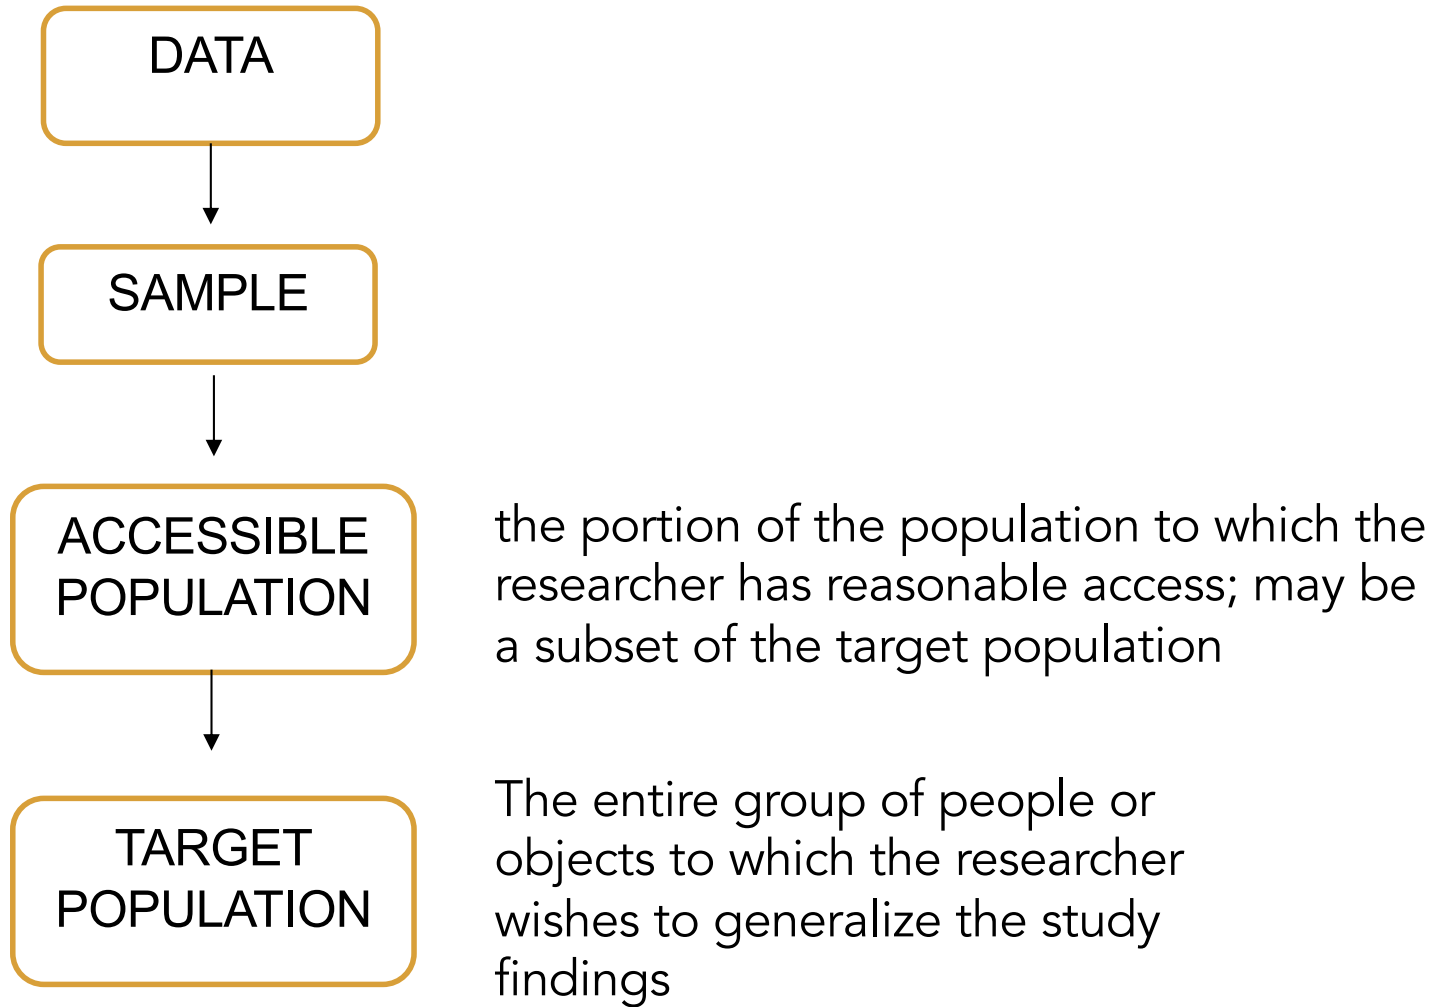 DATA
SAMPLE
ACCESSIBLE
POPULATION
the portion of the population to which the
researcher has reasonable access; may be
a subset of the target population
TARGET
POPULATION
The entire group of people or
objects to which the researcher
wishes to generalize the study
findings